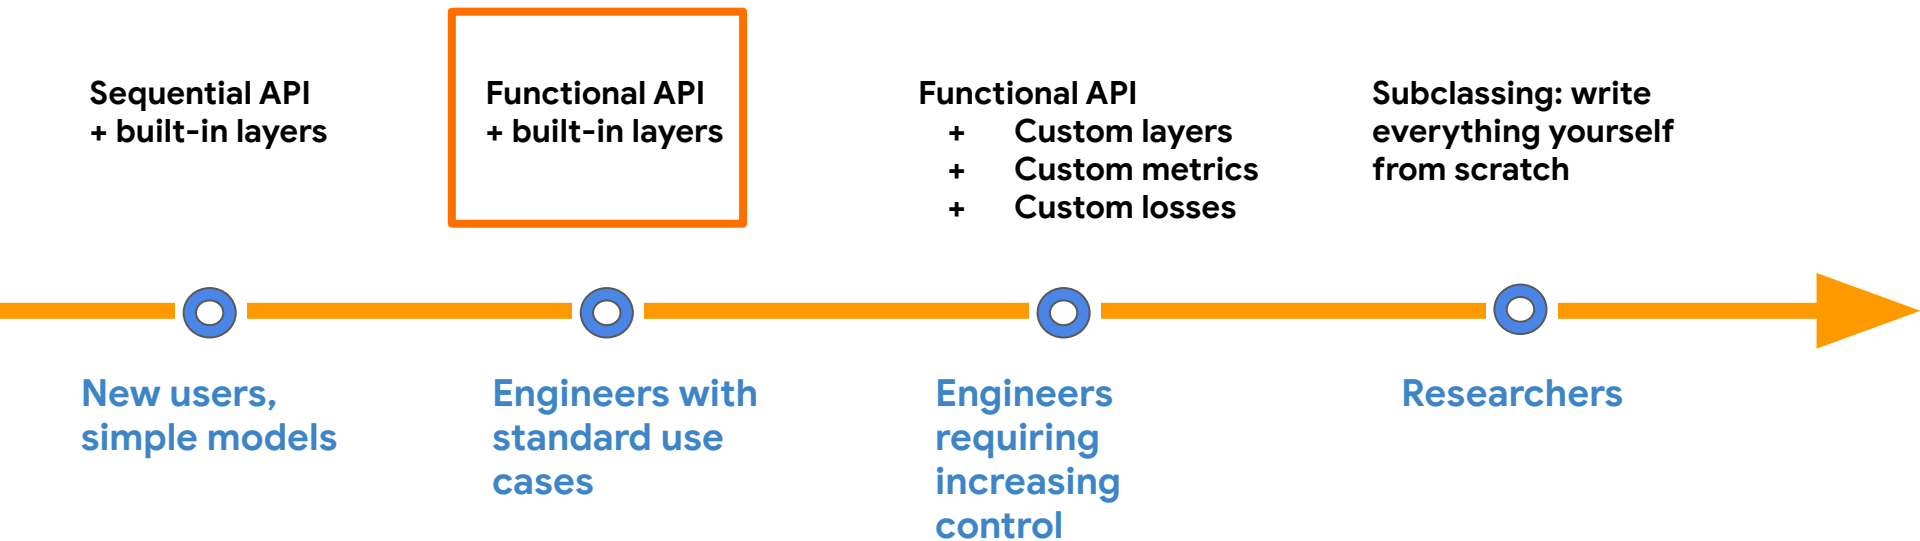 Sequential API
+ built-in layers
Functional API
+ built-in layers
Functional API
+ Custom layers
+ Custom metrics
+ Custom losses
Subclassing: write
everything yourself
from scratch
New users,
simple models
Engineers with
standard use
cases
Engineers
requiring
increasing
control
Researchers